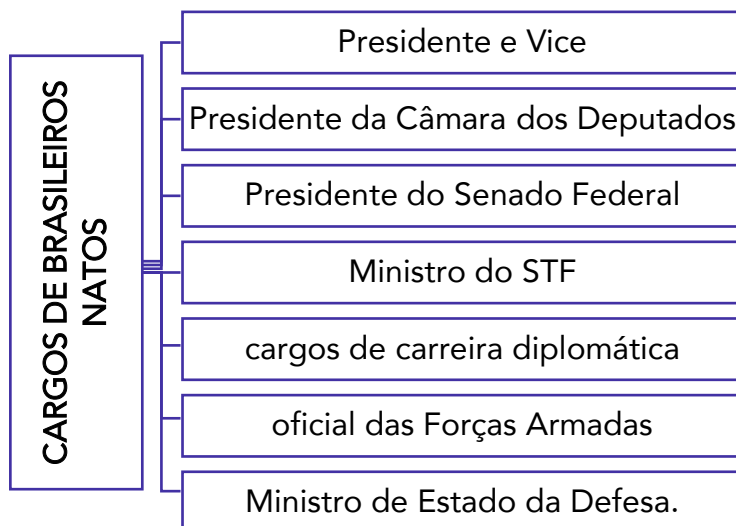 CARGOS DE BRASILEIROS
NATOS
Presidente e Vice
Presidente da Câmara dos Deputados
Presidente do Senado Federal
Ministro do STF
cargos de carreira diplomática
oficial das Forças Armadas
Ministro de Estado da Defesa.